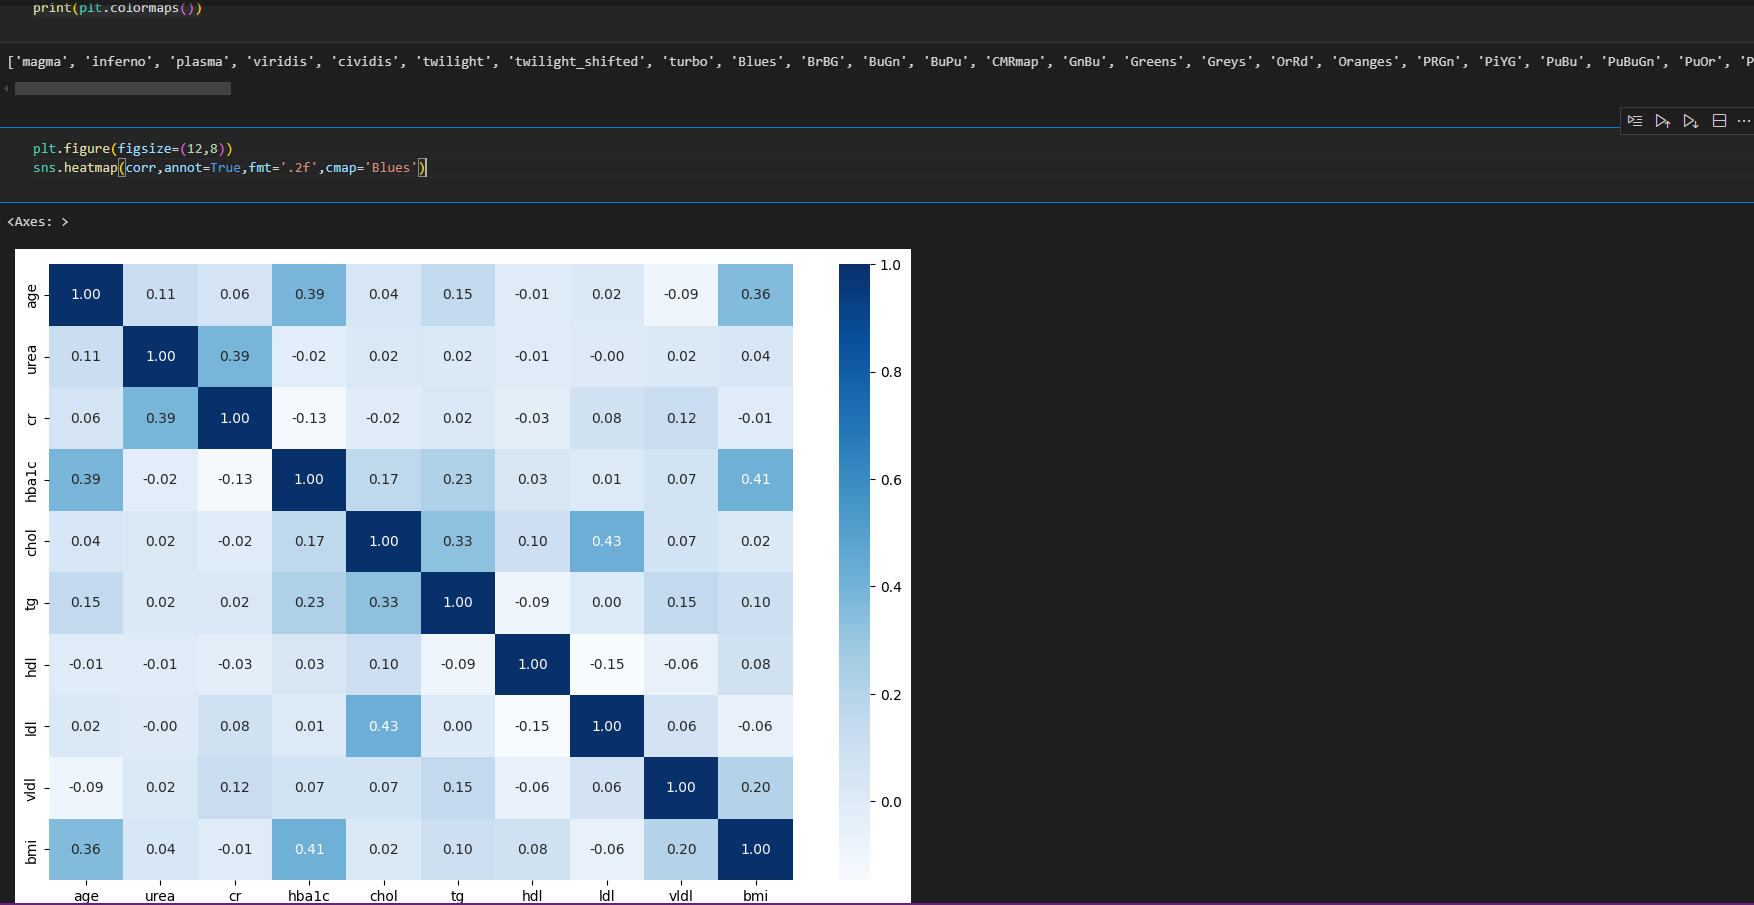 print(plt.colormaps())
['magma', 'inferno', 'plasma', 'viridis', 'cividis', 'twilight', 'twilight_shifted', 'turbo', 'Blues', 'BrBG', 'BuGn', 'BuPu', 'CMRmap', 'GnBu', 'Greens', 'Greys', 'OrRd', 'Oranges', 'PRGn', 'PiYG', 'PuBu', 'PuBuGn', 'PuOr', 'P
plt.figure(figsize=(12,8))
sns.heatmap(corr,annot=True,fmt='.2f',cmap='Blues')
<Axes: >
age 1.00 0.11 0.06 0.39 0.04 0.15 -0.01 0.02 -0.09 0.36
urea 0.11 1.00 0.39 -0.02 0.02 0.02 -0.01 -0.00 0.02 0.04
cr 0.06 0.39 1.00 -0.13 -0.02 0.02 -0.03 0.08 0.12 -0.01
hba1c 0.39 -0.02 -0.13 1.00 0.17 0.23 0.03 0.01 0.07 0.41
chol 0.04 0.02 -0.02 0.17 1.00 0.33 0.10 0.43 0.07 0.02
tg 0.15 0.02 0.02 0.23 0.33 1.00 -0.09 0.00 0.15 0.10
hdl -0.01 -0.01 -0.03 0.03 0.10 -0.09 1.00 -0.15 -0.06 0.08
ldl 0.02 -0.00 0.08 0.01 0.43 0.00 -0.15 1.00 0.06 -0.06
vldl -0.09 0.02 0.12 0.07 0.07 0.15 -0.06 0.06 1.00 0.20
bmi 0.36 0.04 -0.01 0.41 0.02 0.10 0.08 -0.06 0.20 1.00
age urea cr hba1c chol tg hdl ldl vldl bmi
1.0
0.8
0.6
0.4
0.2
0.0